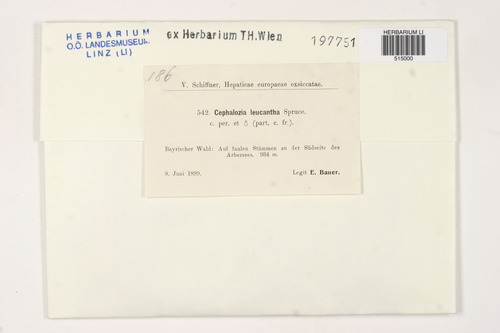 HERBARIUM
O.Ö. LANDESMUSEUM
LINZ (LI)
ex Herbarium TH.Wien
197751
HERBARIUM LI
515000
186
V. Schiffner, Hepaticae europaeae exsiccatae.
542. Cephalozia leucantha Spruce.
c. per. et ♂ (part. c. fr.).
Bayrischer Wald: Auf faulen Stämmen an der Südseite des
Arbersees, 934 m.
9. Juni 1899.
Legit E. Bauer.